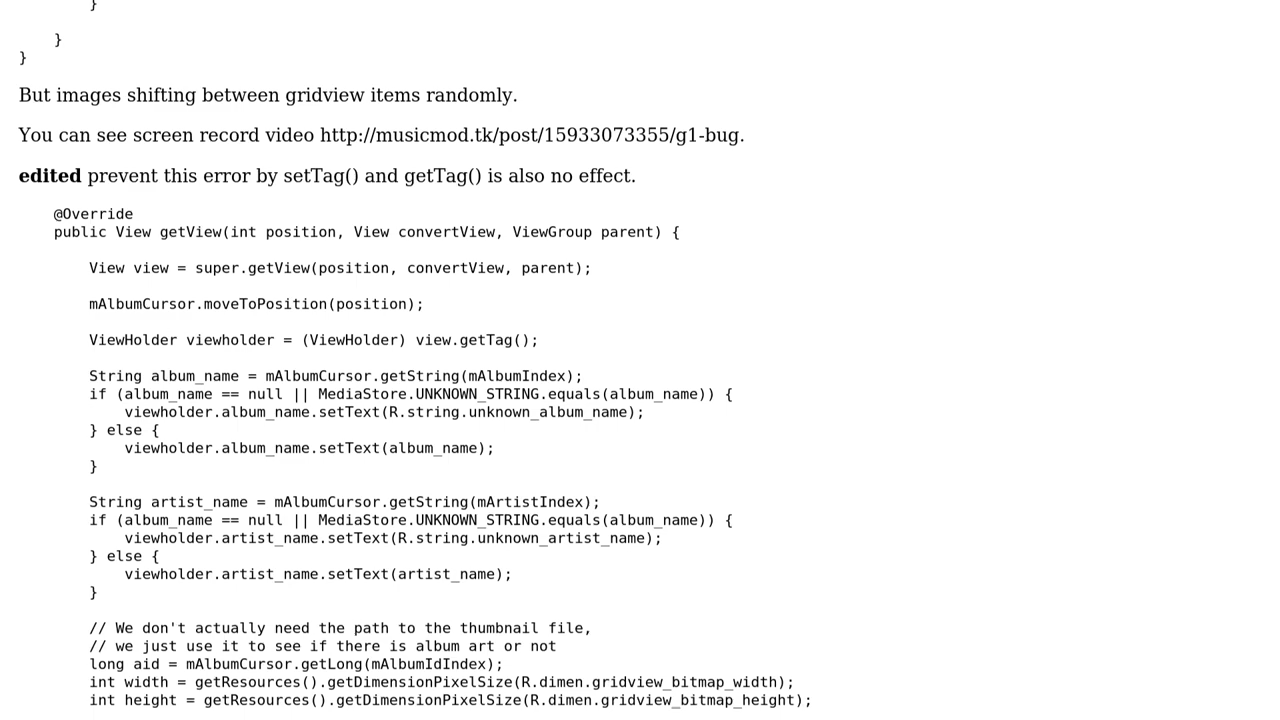 }
}
}
But images shifting between gridview items randomly.
You can see screen record video http://musicmod.tk/post/15933073355/g1-bug.
edited prevent this error by setTag() and getTag() is also no effect.
@Override
public View getView(int position, View convertView, ViewGroup parent) {
View view = super.getView(position, convertView, parent);
mAlbumCursor.moveToPosition(position);
ViewHolder viewholder = (ViewHolder) view.getTag();
String album_name = mAlbumCursor.getString(mAlbumIndex);
if (album_name == null || MediaStore.UNKNOWN_STRING.equals(album_name)) {
viewholder.album_name.setText(R.string.unknown_album_name);
} else {
viewholder.album_name.setText(album_name);
}
String artist_name = mAlbumCursor.getString(mArtistIndex);
if (album_name == null || MediaStore.UNKNOWN_STRING.equals(album_name)) {
viewholder.artist_name.setText(R.string.unknown_artist_name);
} else {
viewholder.artist_name.setText(artist_name);
}
// We don't actually need the path to the thumbnail file,
// we just use it to see if there is album art or not
long aid = mAlbumCursor.getLong(mAlbumIdIndex);
int width = getResources().getDimensionPixelSize(R.dimen.gridview_bitmap_width);
int height = getResources().getDimensionPixelSize(R.dimen.gridview_bitmap_height);